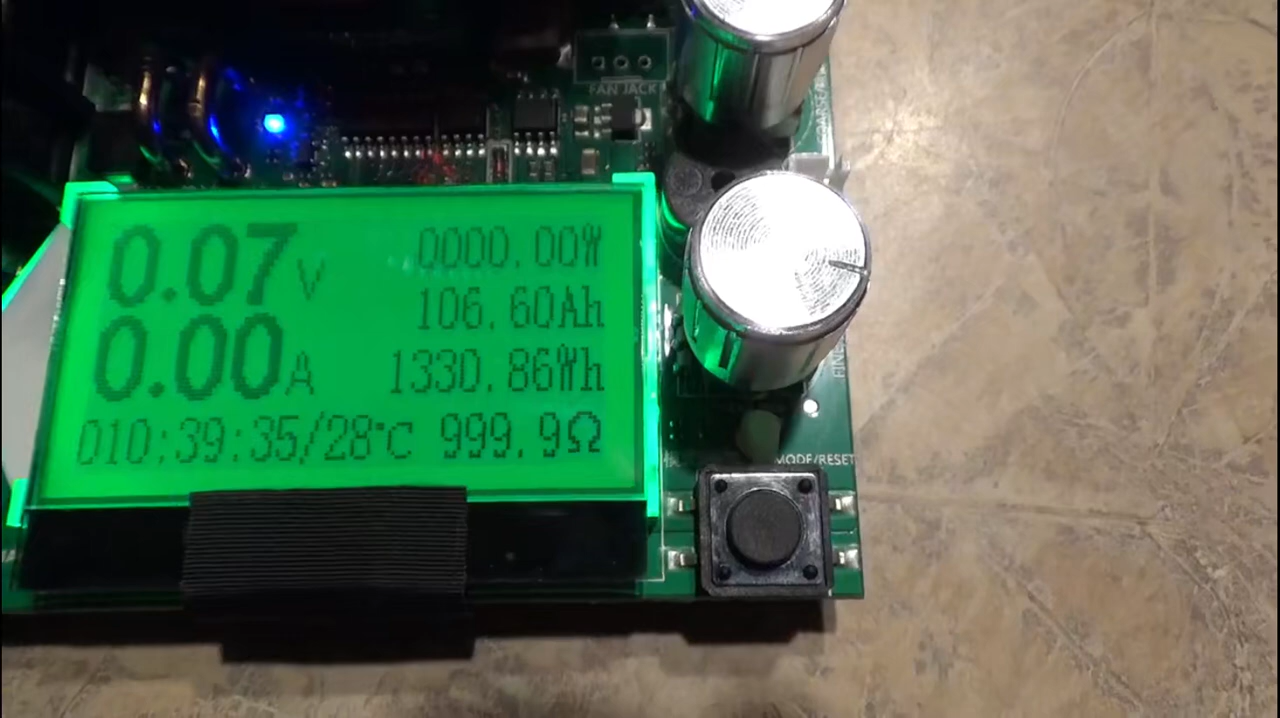 FAN JACK
0.07V 0000.00W
0.00A 106.60Ah
1330.86Wh
010:39:35/28℃ 999.9Ω
MODE/RESET